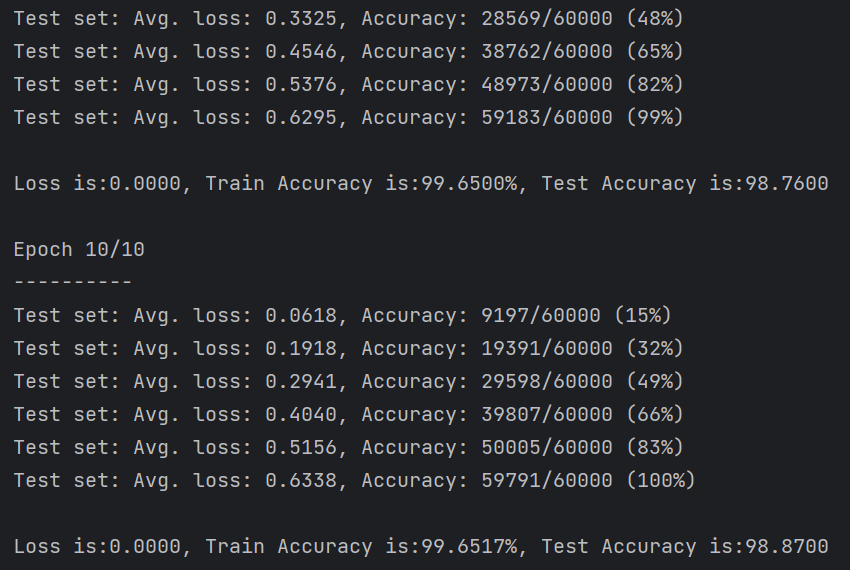 Test set: Avg. loss: 0.3325, Accuracy: 28569/60000 (48%)
Test set: Avg. loss: 0.4546, Accuracy: 38762/60000 (65%)
Test set: Avg. loss: 0.5376, Accuracy: 48973/60000 (82%)
Test set: Avg. loss: 0.6295, Accuracy: 59183/60000 (99%)
Loss is:0.0000, Train Accuracy is:99.6500%, Test Accuracy is:98.7600
Epoch 10/10
----------
Test set: Avg. loss: 0.0618, Accuracy: 9197/60000 (15%)
Test set: Avg. loss: 0.1918, Accuracy: 19391/60000 (32%)
Test set: Avg. loss: 0.2941, Accuracy: 29598/60000 (49%)
Test set: Avg. loss: 0.4040, Accuracy: 39807/60000 (66%)
Test set: Avg. loss: 0.5156, Accuracy: 50005/60000 (83%)
Test set: Avg. loss: 0.6338, Accuracy: 59791/60000 (100%)
Loss is:0.0000, Train Accuracy is:99.6517%, Test Accuracy is:98.8700